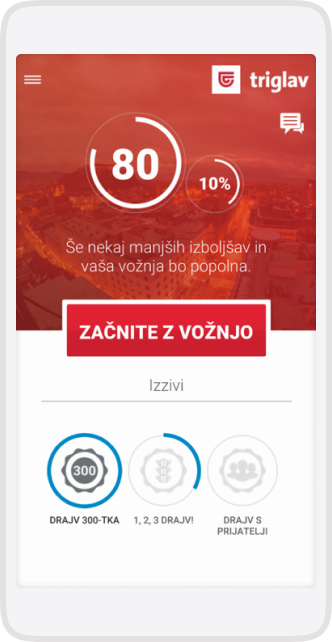 triglav
80
10%
Še nekaj manjših izboljšav in
vaša vožnja bo popolna.
ZAČNITE Z VOŽNJO
Izzivi
300
DRAJV 300-TKA
1, 2, 3 DRAJV!
DRAJV S
PRIJATELJI